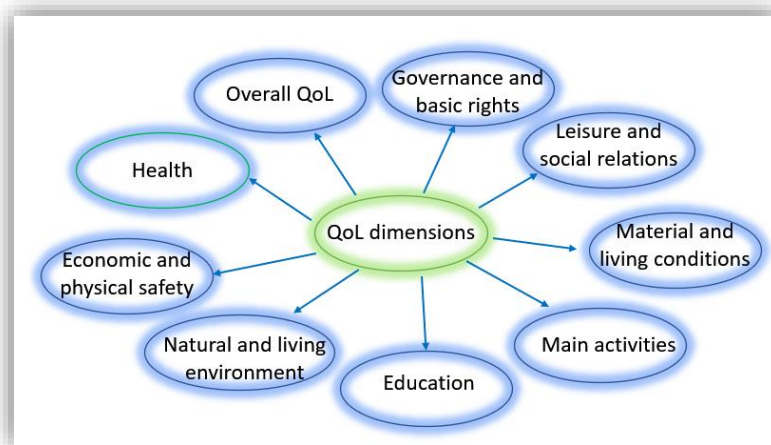 Overall QoL
Governance and
basic rights
Leisure and
social relations
Health
QoL dimensions
Material and
living conditions
Economic and
physical safety
Natural and living
environment
Main activities
Education